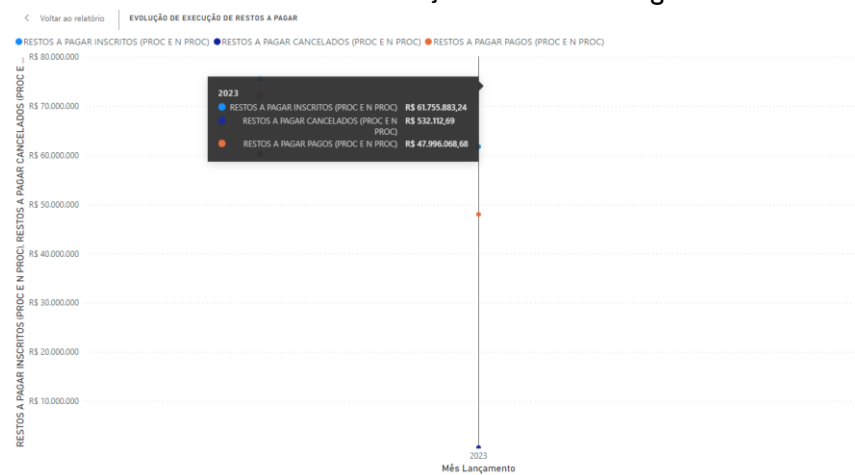 Voltar ao relatório
EVOLUÇÃO DE EXECUÇÃO DE RESTOS A PAGAR
RESTOS A PAGAR INSCRITOS (PROC E N PROC) RESTOS A PAGAR CANCELADOS (PROC E N PROC) RESTOS A PAGAR PAGOS (PROC E N PROC)
RESTOS A PAGAR INSCRITOS (PROC E N PROC), RESTOS A PAGAR CANCELADOS (PROC E ...
R$ 80.000.000
R$ 70.000.000
R$ 60.000.000
R$ 50.000.000
R$ 40.000.000
R$ 30.000.000
R$ 20.000.000
R$ 10.000.000
2023
RESTOS A PAGAR INSCRITOS (PROC E N PROC) R$ 61.755.883,24
RESTOS A PAGAR CANCELADOS (PROC E N R$ 532.112,69
PROC)
RESTOS A PAGAR PAGOS (PROC E N PROC) R$ 47.996.068,68
2023
Mês Lançamento